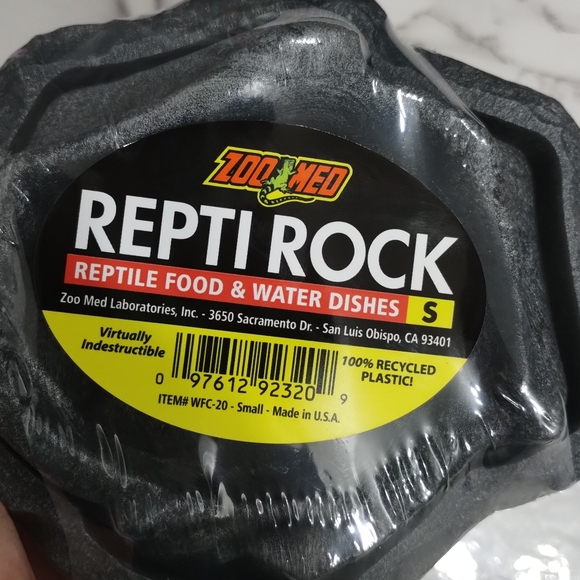 ZOO MED
REPTI ROCK
REPTILE FOOD & WATER DISHES S
Zoo Med Laboratories, Inc. - 3650 Sacramento Dr. - San Luis Obispo, CA 93401
Virtually
Indestructible
100% RECYCLED
PLASTIC!
0 97612 92320 9
ITEM# WFC-20 - Small - Made in U.S.A.